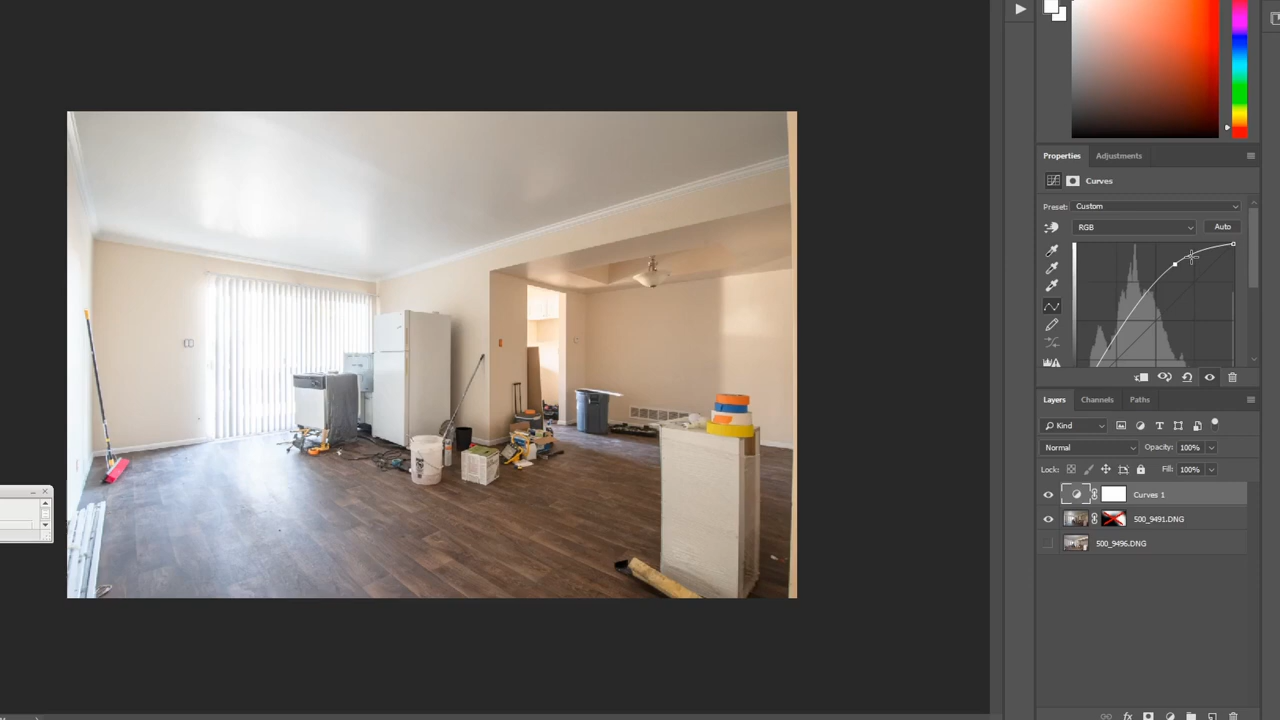 Properties Adjustments
Curves
Preset: Custom
RGB Auto
Layers Channels Paths
Kind
Normal Opacity: 100%
Lock: Fill: 100%
Curves 1
500_9491.DNG
500_9496.DNG
fx